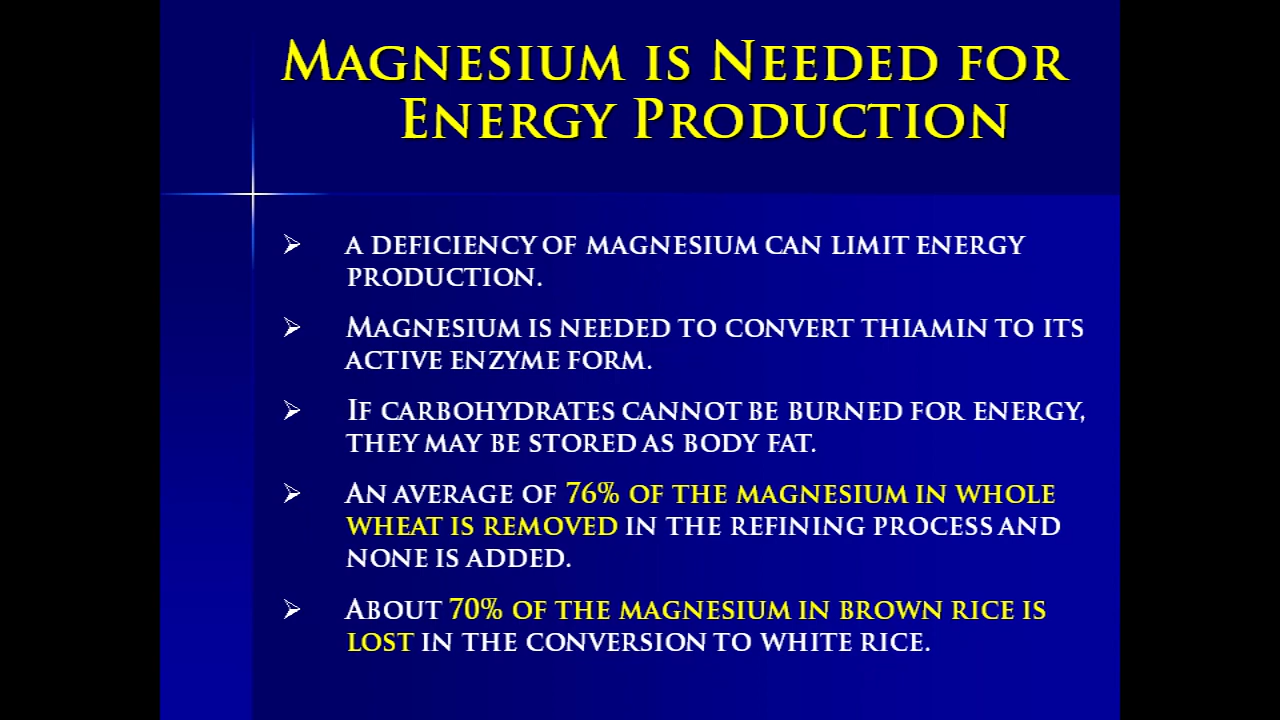 Magnesium is Needed for
Energy Production
a deficiency of magnesium can limit energy
production.
Magnesium is needed to convert thiamin to its
active enzyme form.
If carbohydrates cannot be burned for energy,
they may be stored as body fat.
An average of 76% of the magnesium in whole
wheat is removed in the refining process and
none is added.
About 70% of the magnesium in brown rice is
lost in the conversion to white rice.